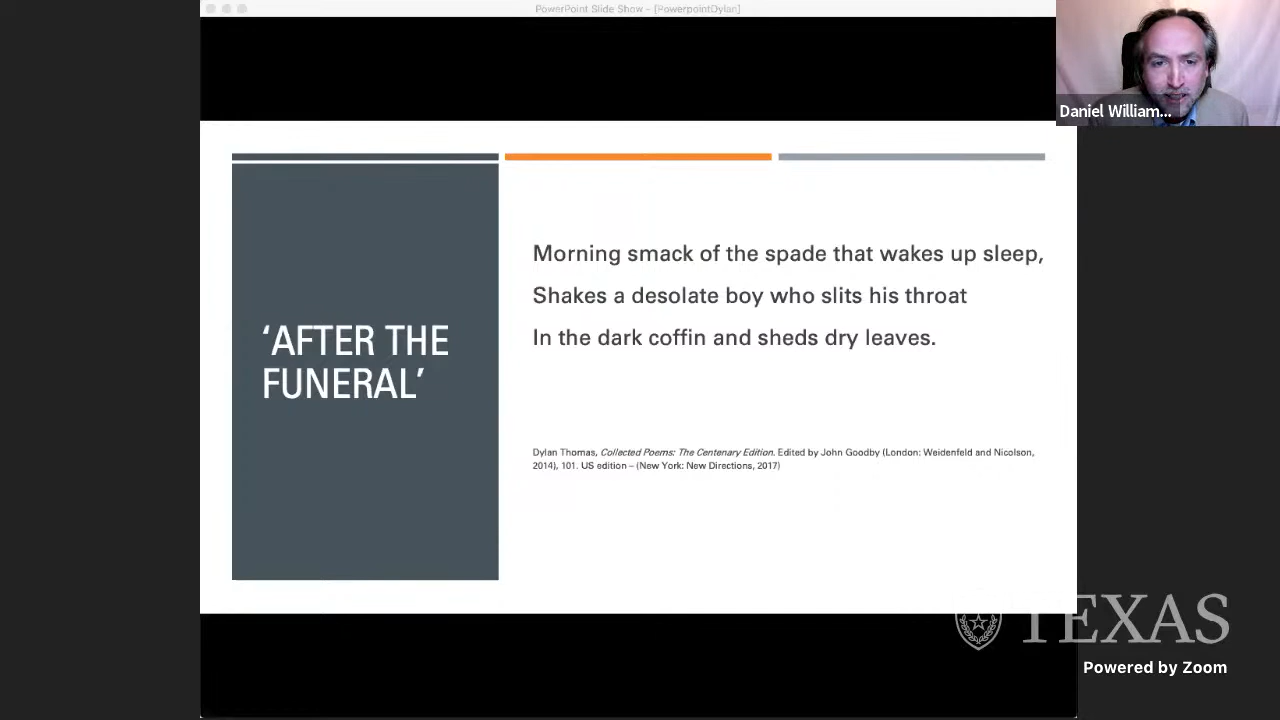 PowerPoint Slide Show - [PowerpointDylan]
Daniel William...
‘AFTER THE
FUNERAL’
Morning smack of the spade that wakes up sleep,
Shakes a desolate boy who slits his throat
In the dark coffin and sheds dry leaves.
Dylan Thomas, Collected Poems: The Centenary Edition. Edited by John Goodby (London: Weidenfeld and Nicolson,
2014), 101. US edition – (New York: New Directions, 2017)
TEXAS
Powered by Zoom